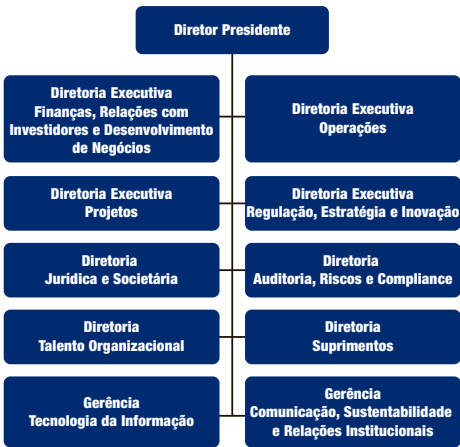 Diretor Presidente
Diretoria Executiva
Finanças, Relações com
Investidores e Desenvolvimento
de Negócios
Diretoria Executiva
Operações
Diretoria Executiva
Projetos
Diretoria Executiva
Regulação, Estratégia e Inovação
Diretoria
Jurídica e Societária
Diretoria
Auditoria, Riscos e Compliance
Diretoria
Talento Organizacional
Diretoria
Suprimentos
Gerência
Tecnologia da Informação
Gerência
Comunicação, Sustentabilidade
e Relações Institucionais